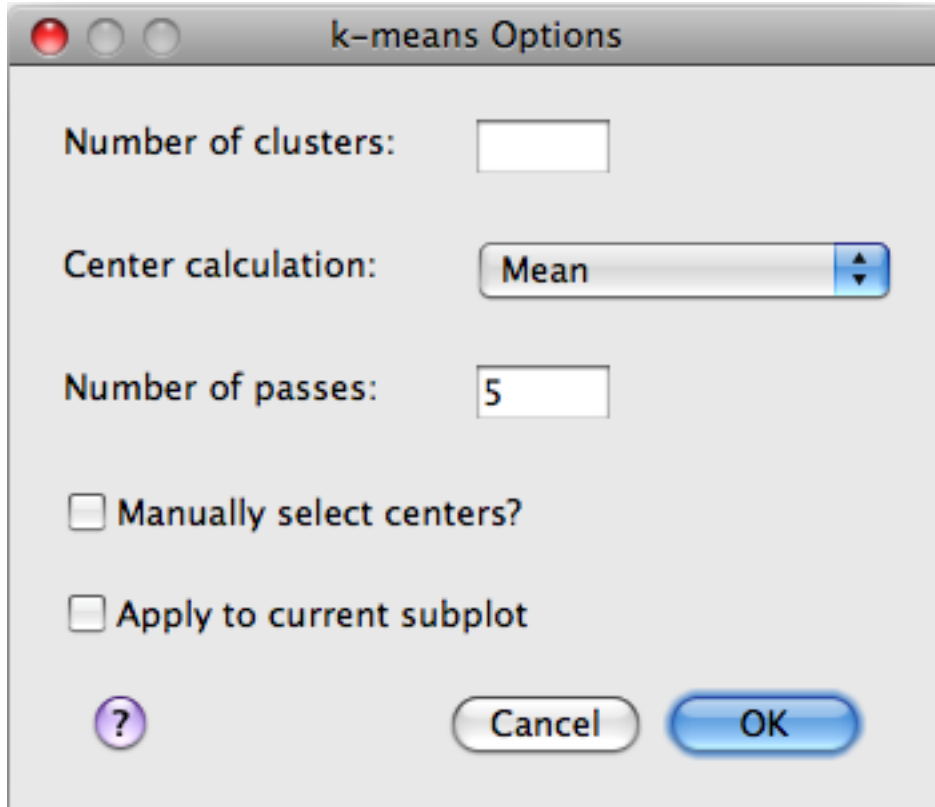 k-means Options
Number of clusters:
Center calculation: Mean
Number of passes: 5
Manually select centers?
Apply to current subplot
? Cancel OK